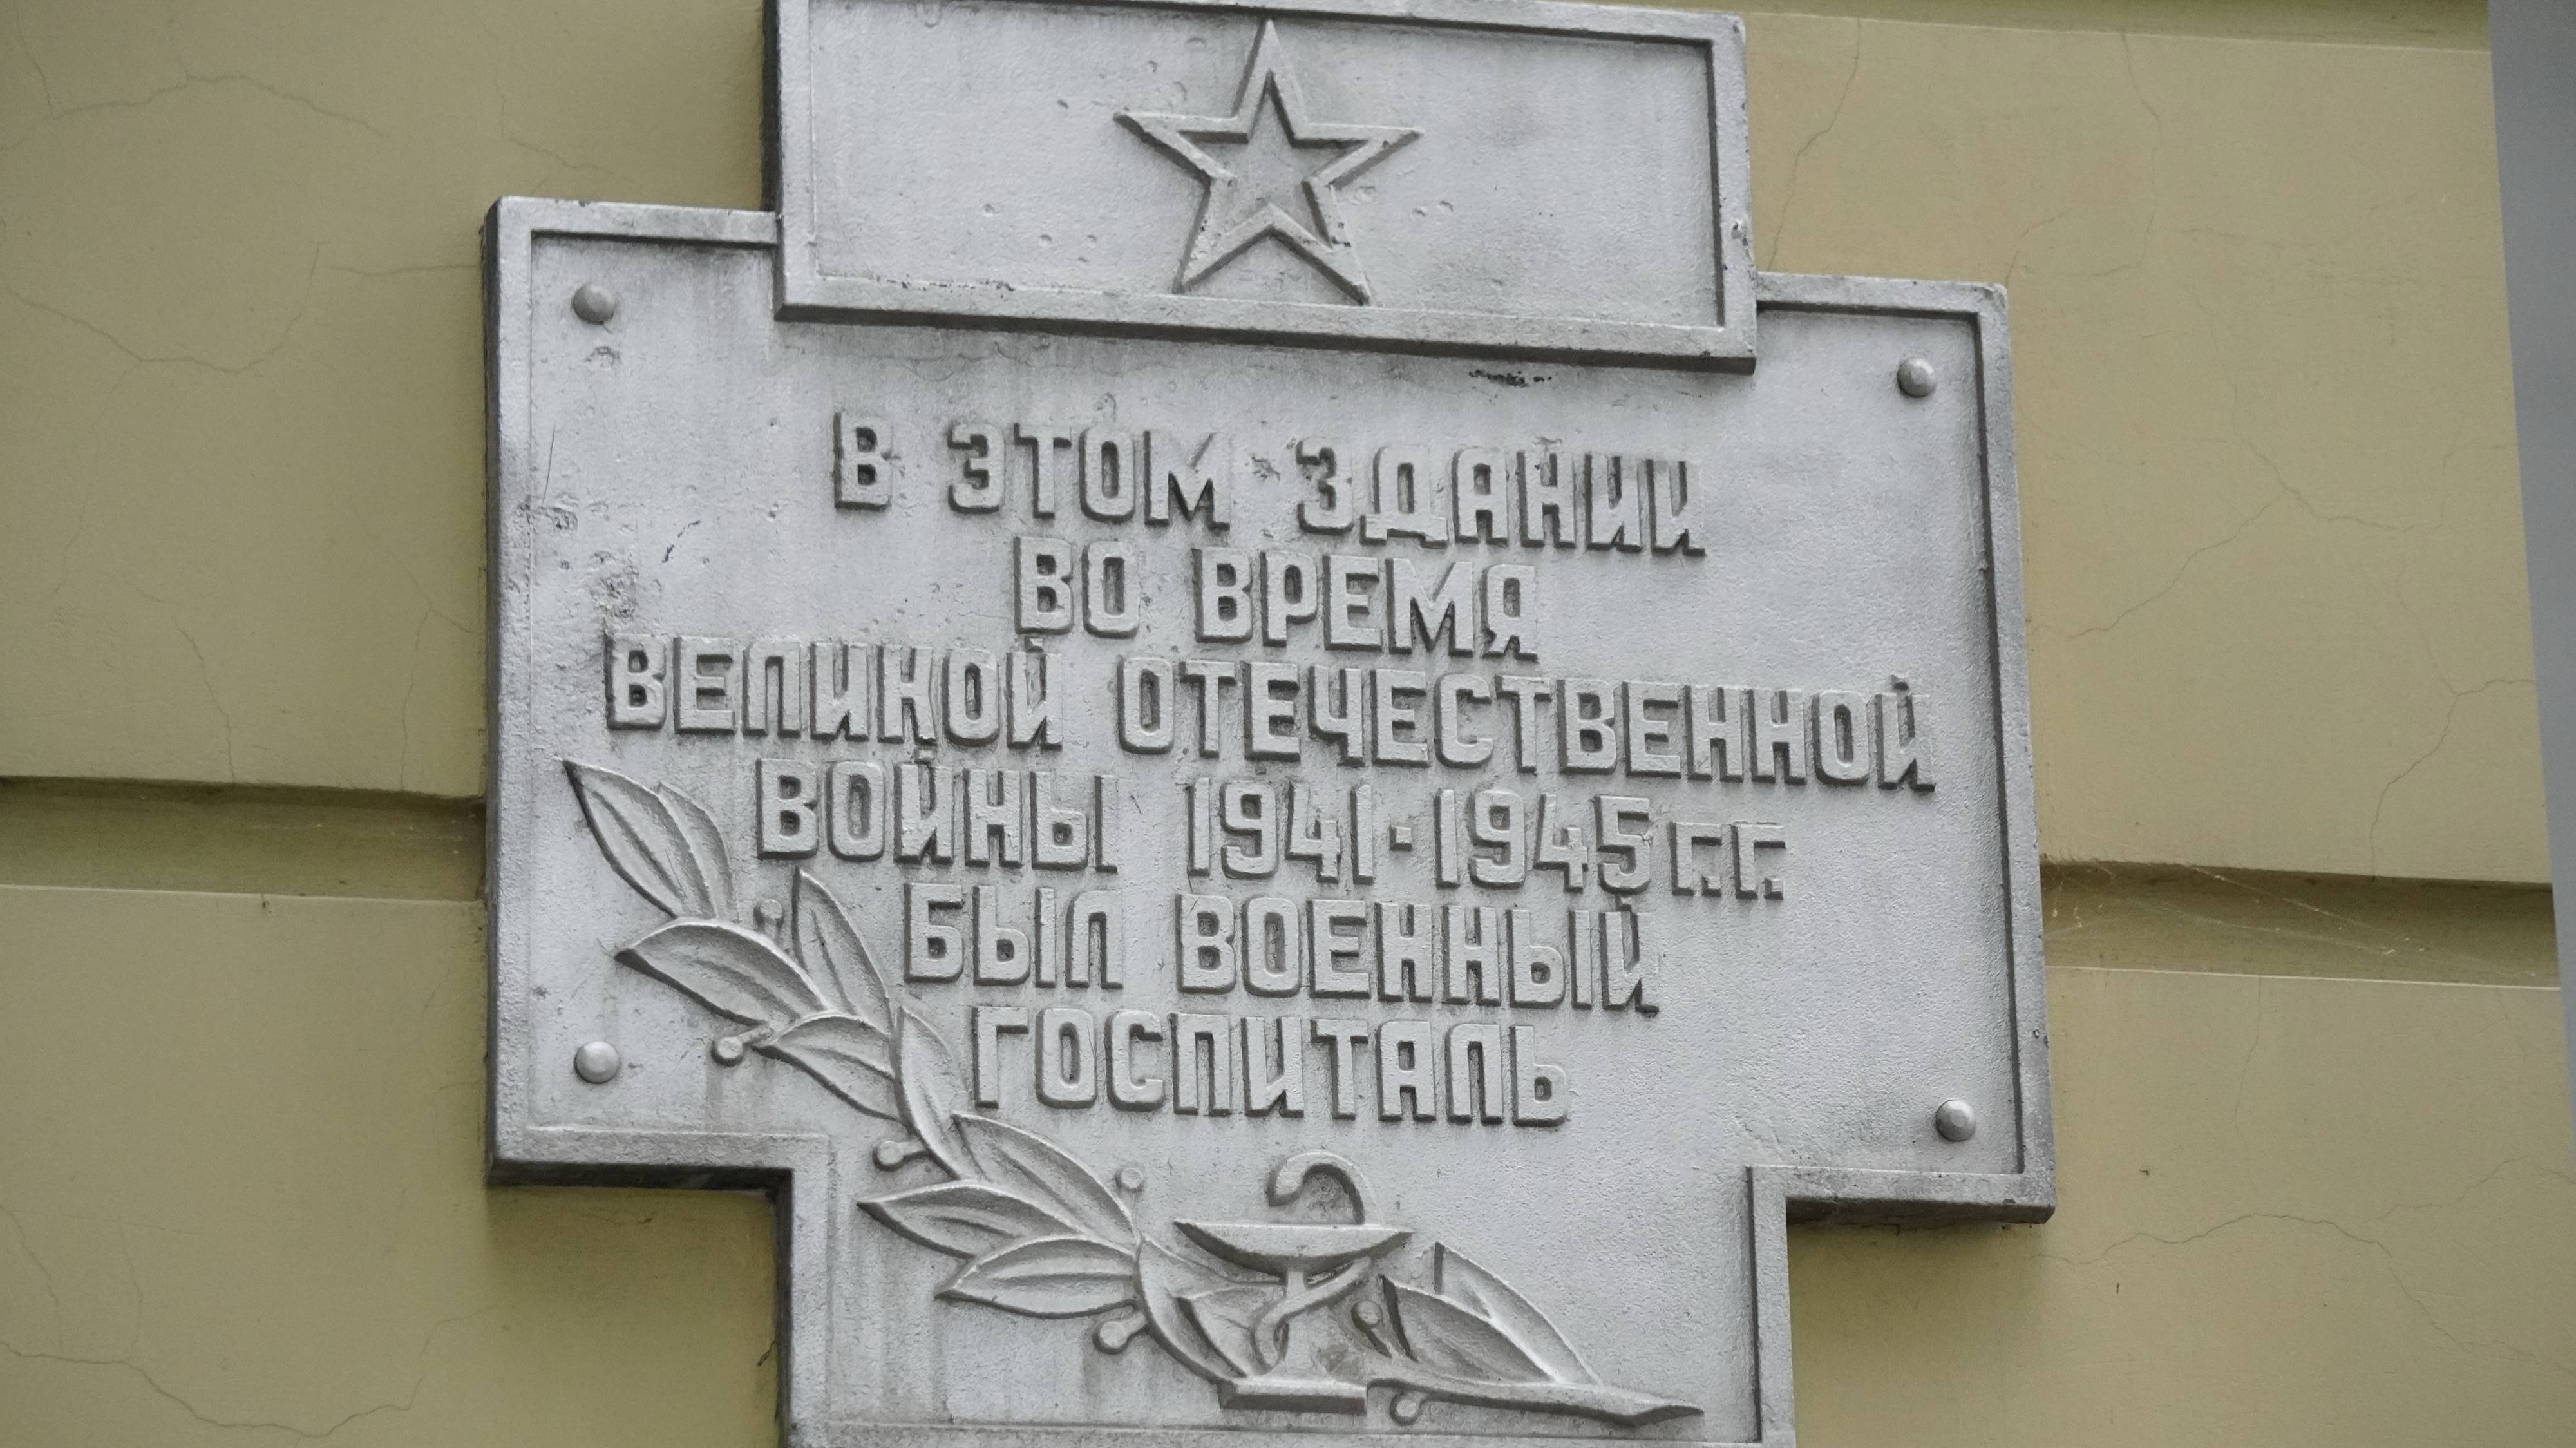 В ЭТОМ ЗДАНИИ
ВО ВРЕМЯ
ВЕЛИКОЙ ОТЕЧЕСТВЕННОЙ
ВОЙНЫ 1941-1945 Г.Г.
БЫЛ ВОЕННЫЙ
ГОСПИТАЛЬ